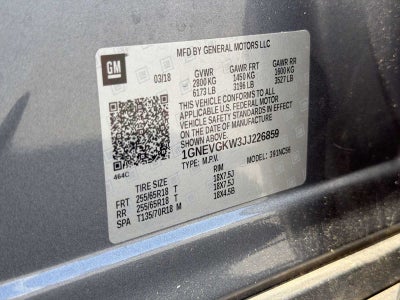 GM
MFD BY GENERAL MOTORS LLC
03/18
GVWR GAWR FRT GAWR RR
2800 KG 1450 KG 1600 KG
6173 LB 3196 LB 3527 LB
THIS VEHICLE CONFORMS TO ALL
APPLICABLE U.S. FEDERAL MOTOR
VEHICLE SAFETY STANDARDS IN
EFFECT ON THE DATE OF MANUFACTURE
SHOWN ABOVE.
1GNEVGKW3JJ226859
TYPE: M.P.V. MODEL:
464C
TIRE SIZE RIM
FRT 255/65R18 T 18X7.5J
RR 255/65R18 T 18X7.5J
SPA T135/70R18 M 18X4.5B